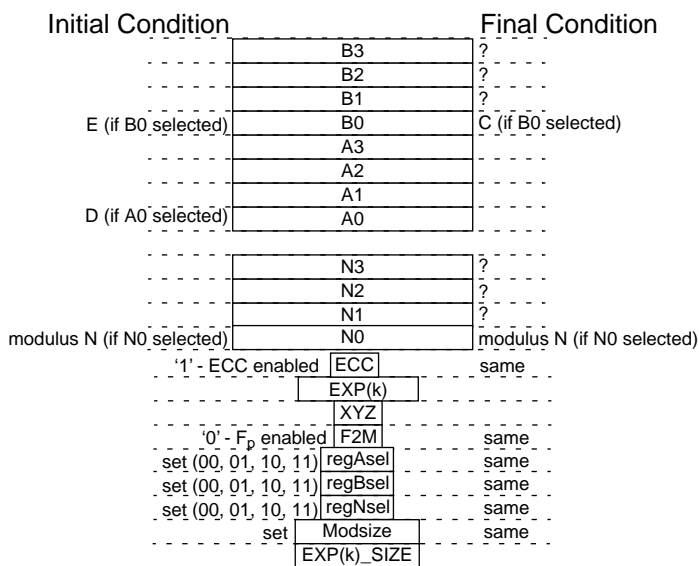 Initial Condition Final Condition
B3 ?
B2 ?
B1 ?
E (if B0 selected) B0 C (if B0 selected)
A3
A2
A1
D (if A0 selected) A0
N3 ?
N2 ?
N1 ?
modulus N (if N0 selected) N0 modulus N (if N0 selected)
‘1’ - ECC enabled ECC same
EXP(k)
XYZ
‘0’ - Fp enabled F2M same
set (00, 01, 10, 11) regAsel same
set (00, 01, 10, 11) regBsel same
set (00, 01, 10, 11) regNsel same
set Modsize same
EXP(k)_SIZE